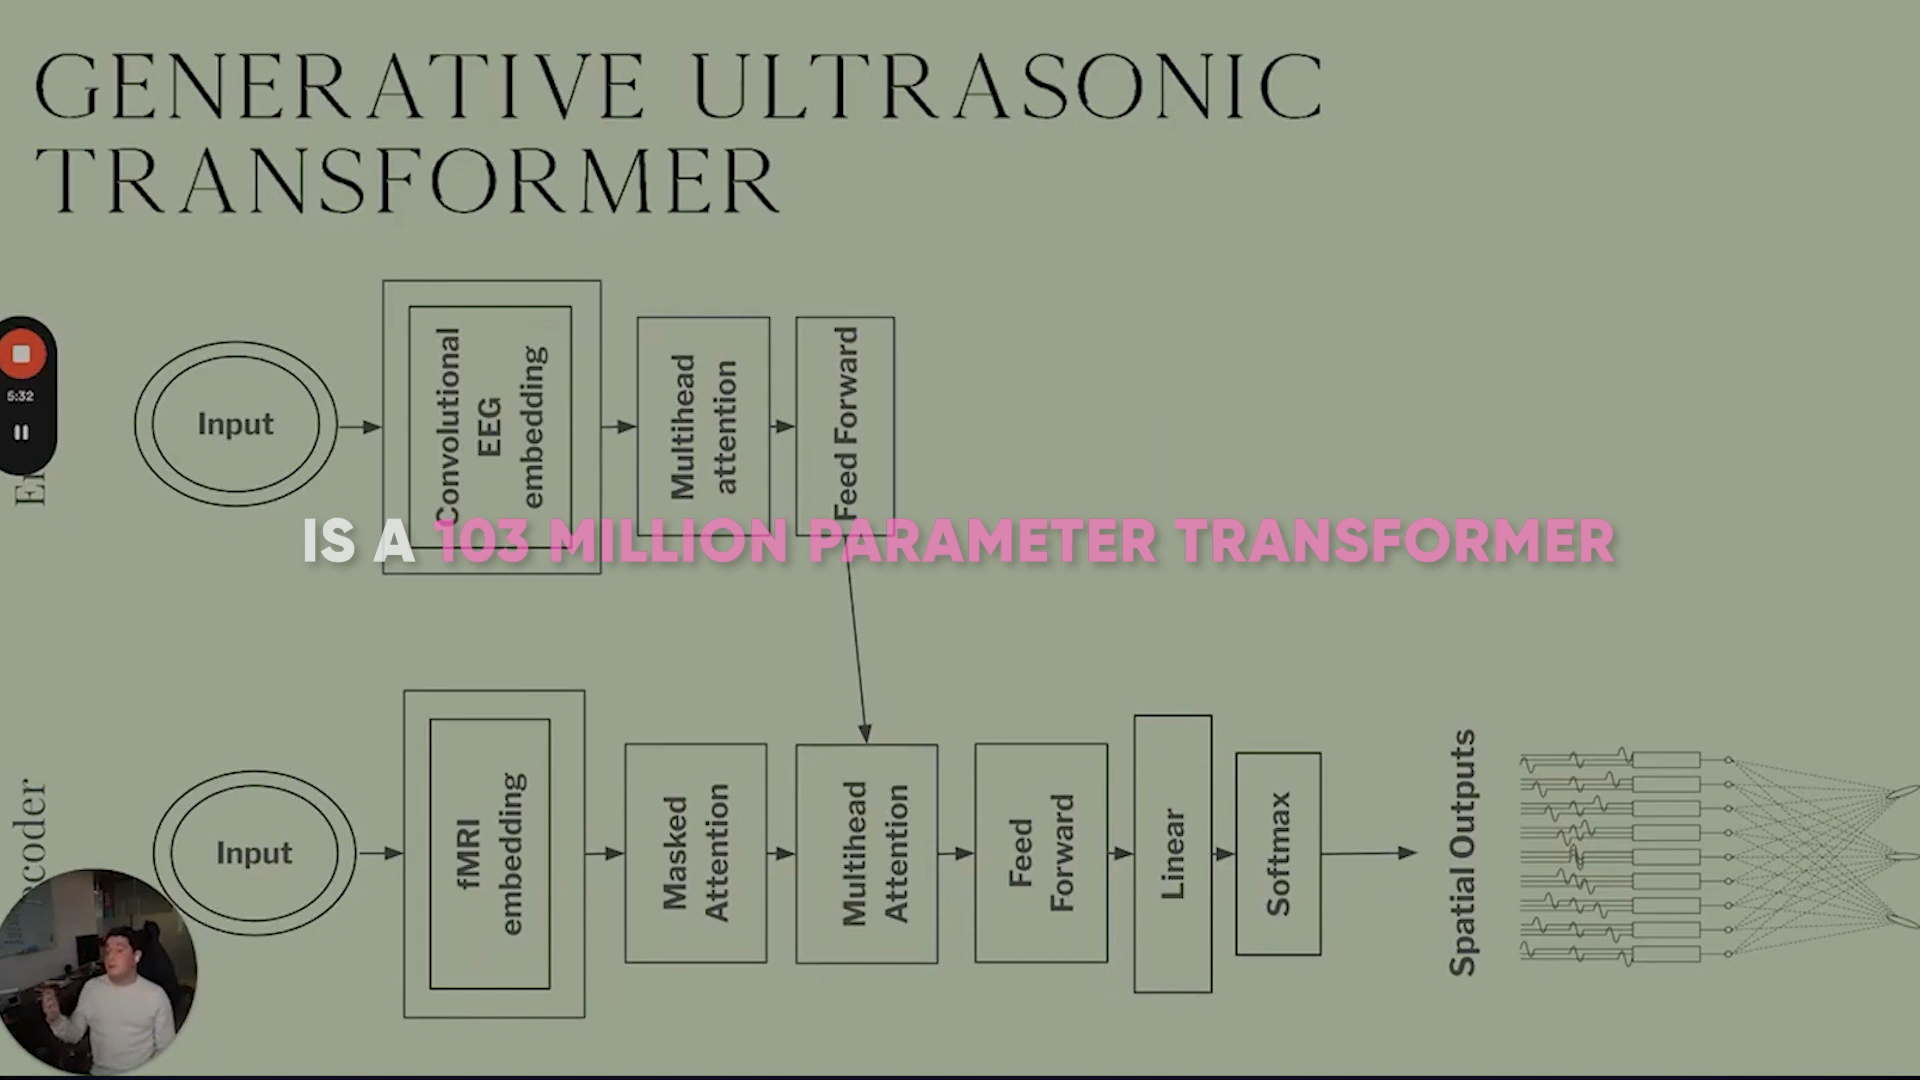 GENERATIVE ULTRASONIC
TRANSFORMER
5:32
Input
Convolutional
EEG
embedding
Multihead
attention
Feed Forward
IS A 103 MILLION PARAMETER TRANSFORMER
Input
fMRI
embedding
Masked
Attention
Multihead
Attention
Feed
Forward
Linear
Softmax
Spatial Outputs